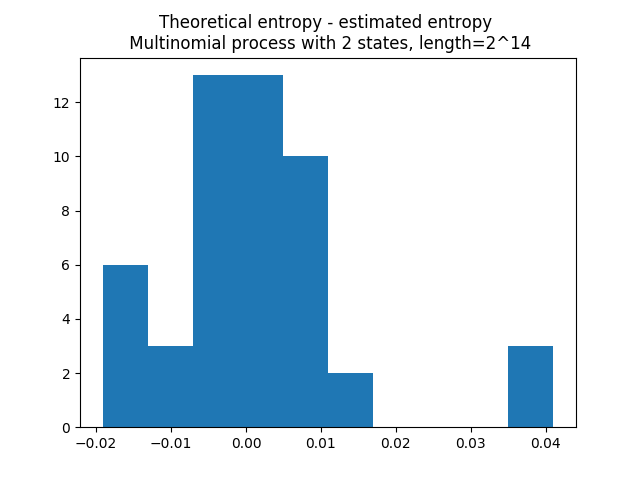 Theoretical entropy - estimated entropy
Multinomial process with 2 states, length=2^14
12
10
8
6
4
2
0
−0.02 −0.01 0.00 0.01 0.02 0.03 0.04